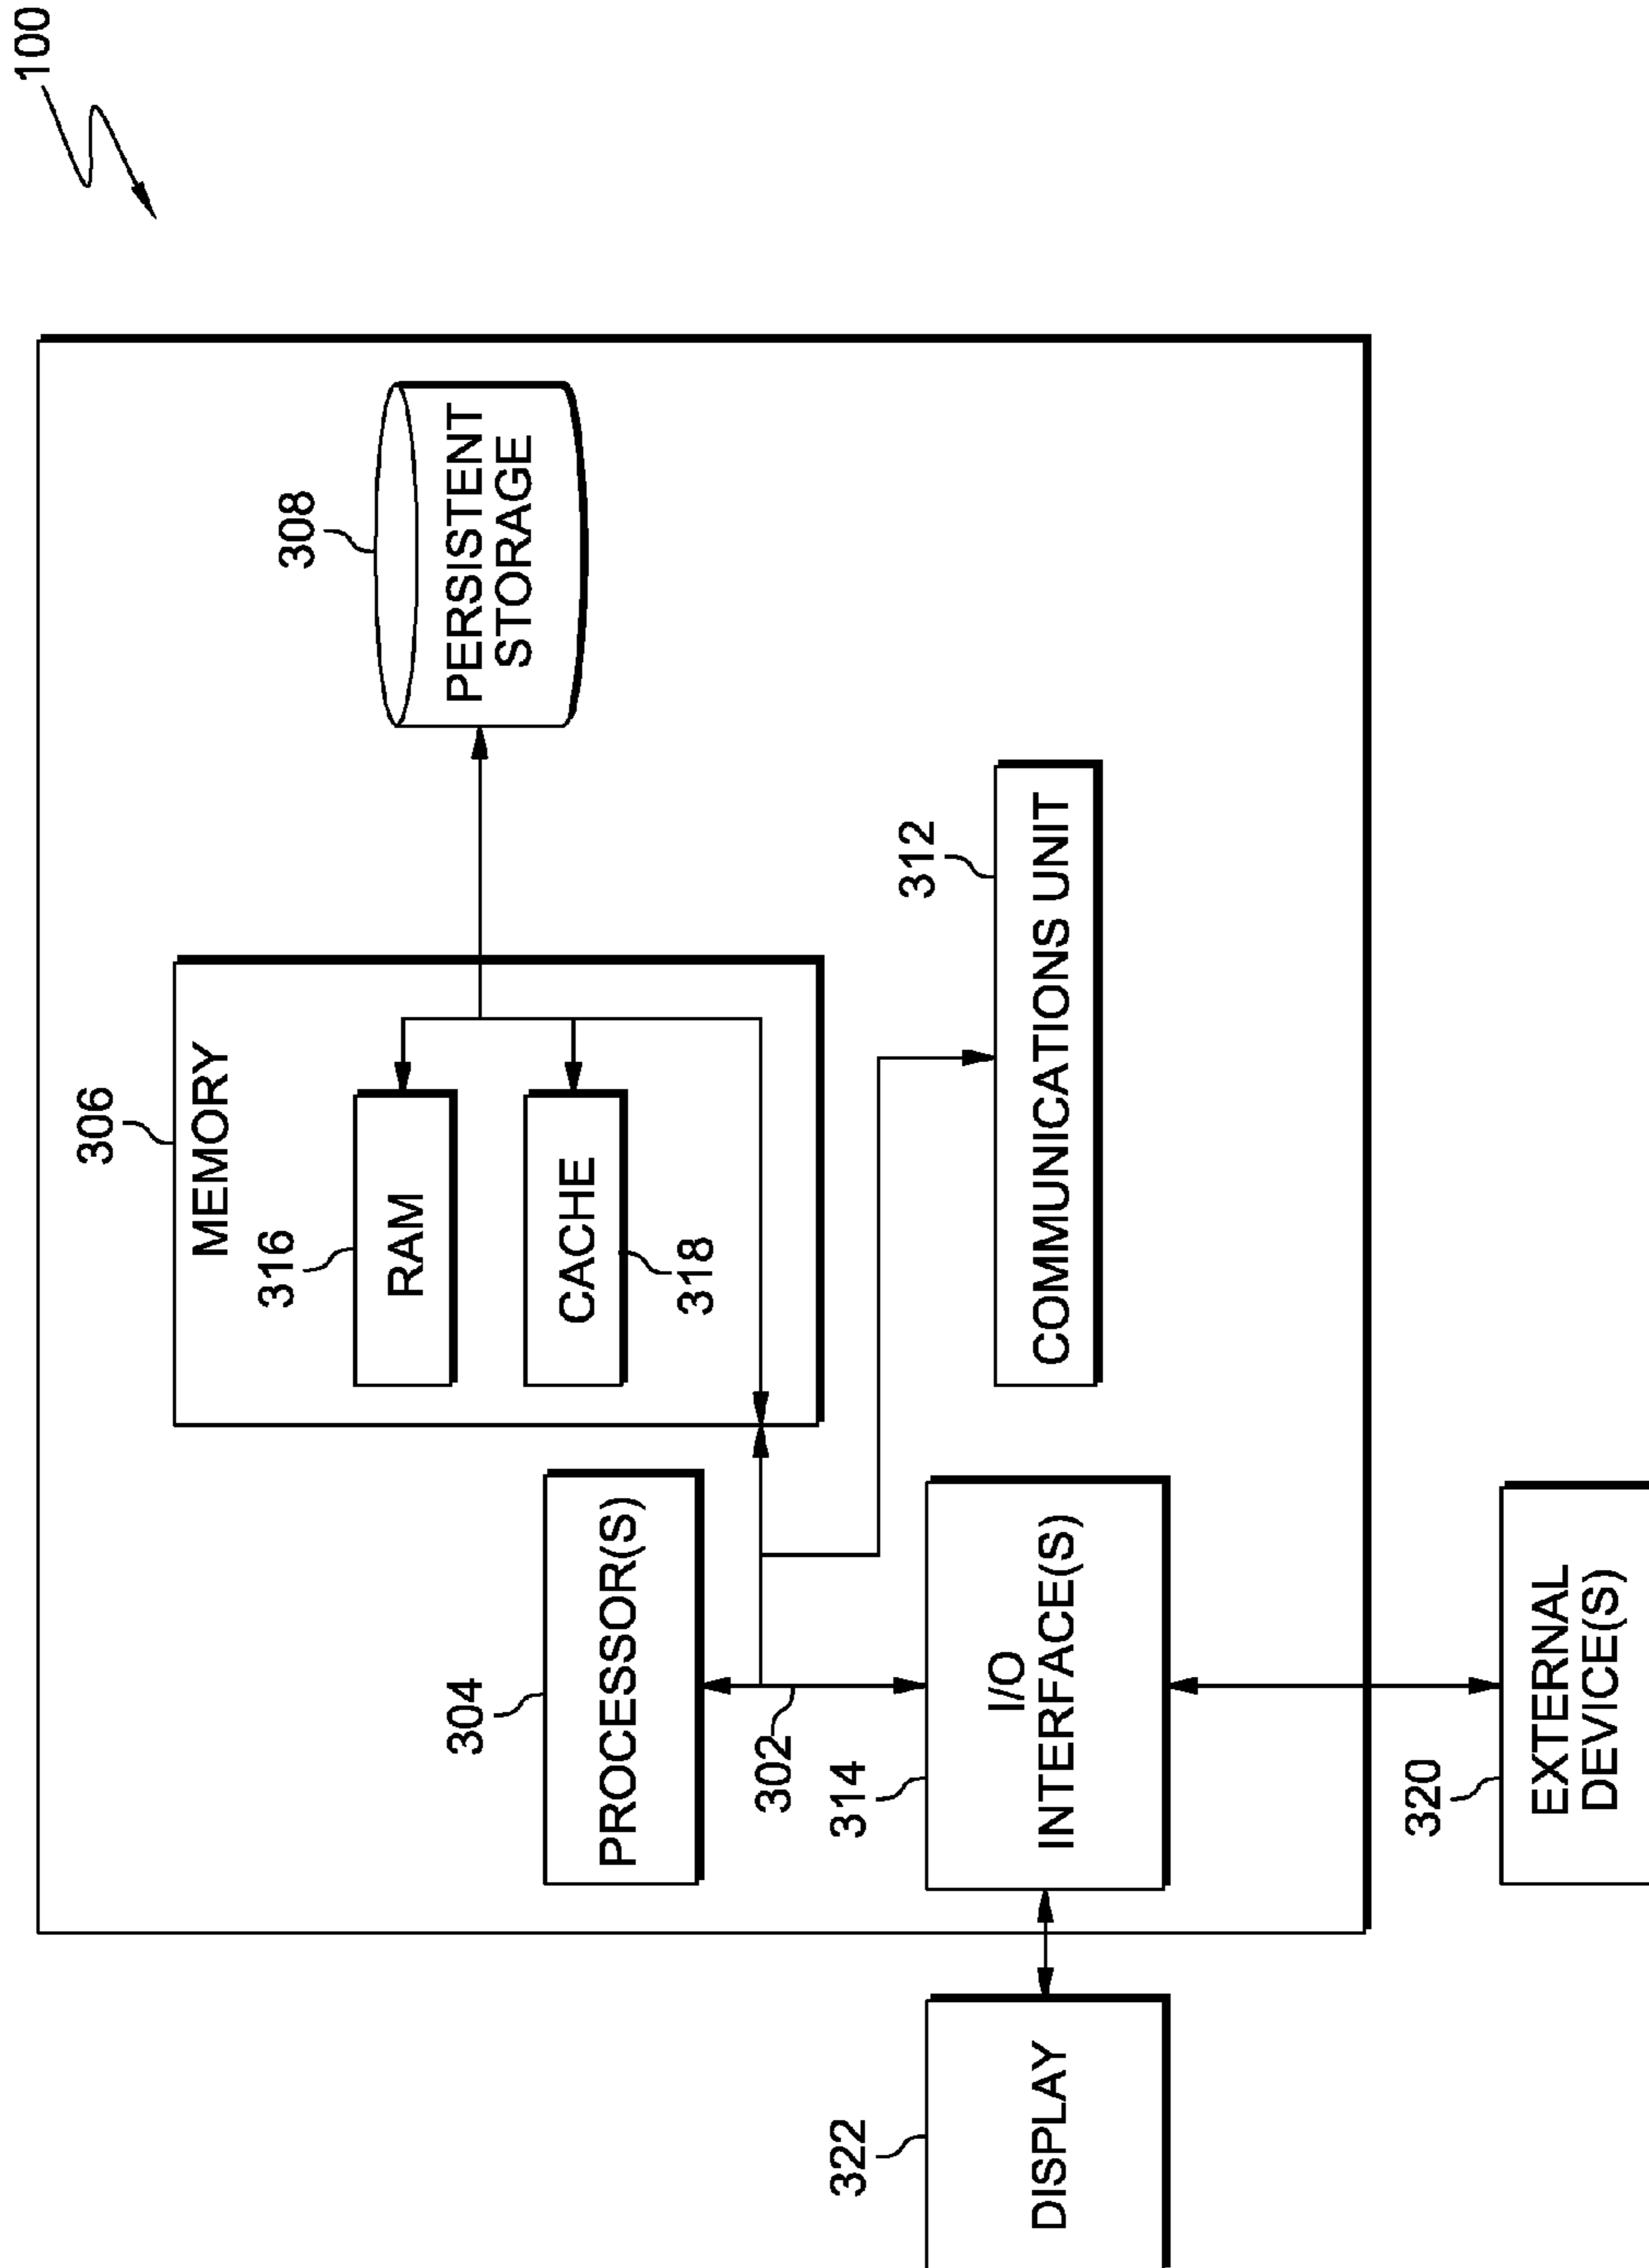 100
306
MEMORY
316
RAM
308
PERSISTENT
STORAGE
CACHE
318
304
PROCESSOR(S)
302
314
I/O
INTERFACE(S)
312
COMMUNICATIONS UNIT
322
DISPLAY
320
EXTERNAL
DEVICE(S)